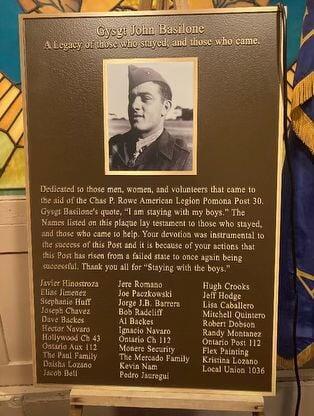 Gysgt John Basilone
A Legacy of those who stayed, and those who came.
Dedicated to those men, women, and volunteers that came to
the aid of the Chas P. Rowe American Legion Pomona Post 30.
Gysgt Basilone's quote, "I am staying with my boys." The
Names listed on this plaque lay testament to those who stayed,
and those who came to help. Your devotion was instrumental to
the success of this Post and it is because of your actions that
this Post has risen from a failed state to once again being
successful. Thank you all for "Staying with the boys."
Javier Hinostroza
Elias Jimenez
Stephanie Huff
Joseph Chavez
Dave Backes
Hector Navaro
Hollywood Ch 43
Ontario Aux 112
The Paul Family
Daisha Lozano
Jacob Bell
Jere Romano
Joe Paczkowski
Jorge J.B. Barrera
Bob Radcliff
Al Backes
Ignacio Navaro
Ontario Ch 112
Monere Security
The Mercado Family
Kevin Nam
Pedro Jauregui
Hugh Crooks
Jeff Hodge
Lisa Caballero
Mitchell Quintero
Robert Dobson
Randy Montanez
Ontario Post 112
Flex Painting
Kristina Lozano
Local Union 1036